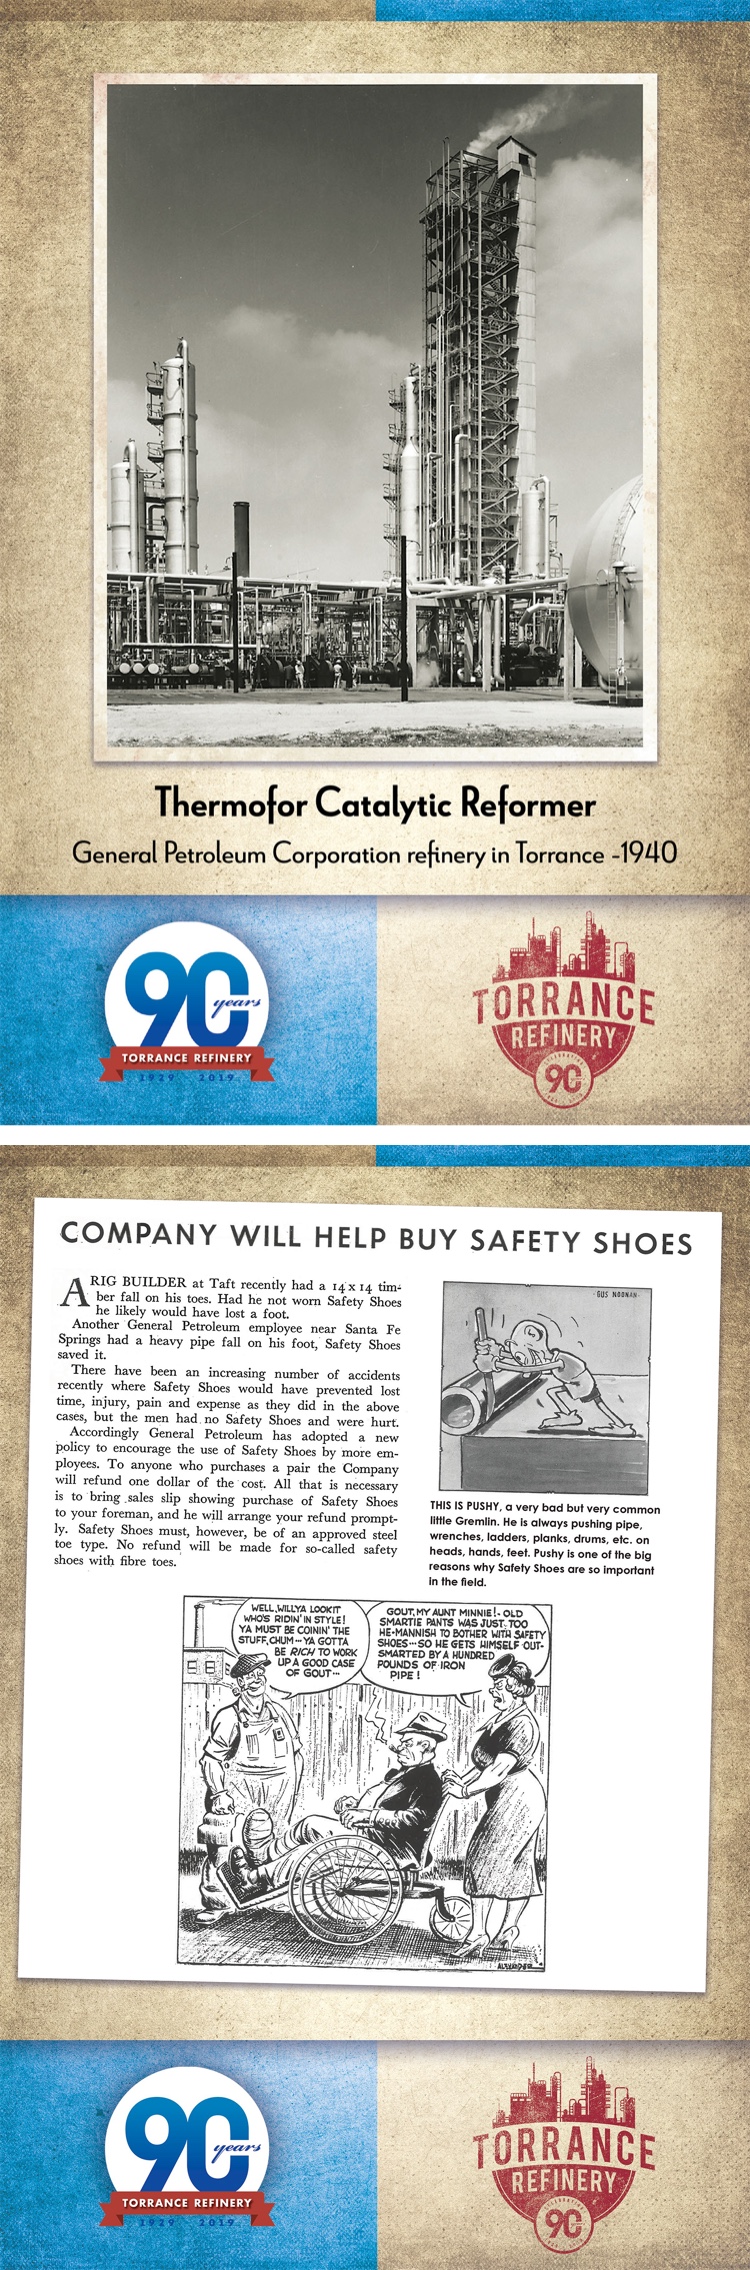 Thermofor Catalytic Reformer
General Petroleum Corporation refinery in Torrance -1940
90
years
TORRANCE REFINERY
1929 2019
TORRANCE
REFINERY
CELEBRATING
90
COMPANY WILL HELP BUY SAFETY SHOES
A RIG BUILDER at Taft recently had a 14 x 14 tim-
ber fall on his toes. Had he not worn Safety Shoes
he likely would have lost a foot.
Another General Petroleum employee near Santa Fe
Springs had a heavy pipe fall on his foot, Safety Shoes
saved it.
There have been an increasing number of accidents
recently where Safety Shoes would have prevented lost
time, injury, pain and expense as they did in the above
cases, but the men had no Safety Shoes and were hurt.
Accordingly General Petroleum has adopted a new
policy to encourage the use of Safety Shoes by more em-
ployees. To anyone who purchases a pair the Company
will refund one dollar of the cost. All that is necessary
is to bring sales slip showing purchase of Safety Shoes
to your foreman, and he will arrange your refund prompt-
ly. Safety Shoes must, however, be of an approved steel
toe type. No refund will be made for so-called safety
shoes with fibre toes.
-GUS NOONAN-
THIS IS PUSHY, a very bad but very common
little Gremlin. He is always pushing pipe,
wrenches, ladders, planks, drums, etc. on
heads, hands, feet. Pushy is one of the big
reasons why Safety Shoes are so important
in the field.
WELL, WILLYA LOOKIT
WHO'S RIDIN' IN STYLE!
YA MUST BE COININ' THE
STUFF, CHUM--- YA GOTTA
BE RICH TO WORK
UP A GOOD CASE
OF GOUT---
GOUT, MY AUNT MINNIE!- OLD
SMARTIE PANTS WAS JUST TOO
HE-MANNISH TO BOTHER WITH SAFETY
SHOES---SO HE GETS HIMSELF OUT-
SMARTED BY A HUNDRED
POUNDS OF IRON
PIPE!
ALEXANDER
90
years
TORRANCE REFINERY
1929 2019
TORRANCE
REFINERY
CELEBRATING
90